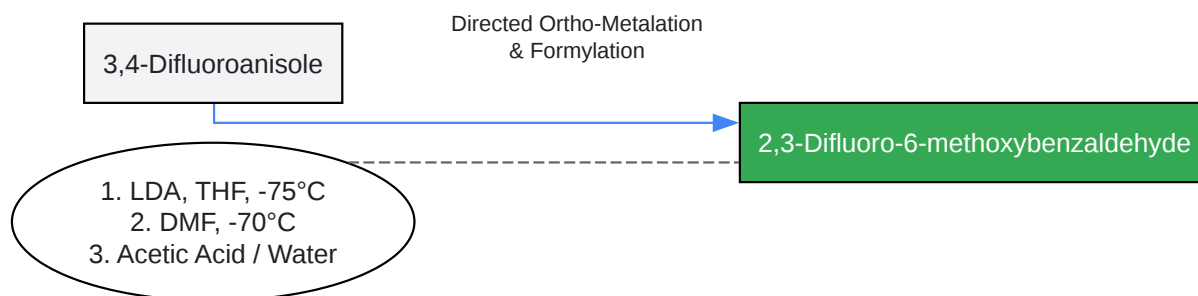 Directed Ortho-Metalation
& Formylation
3,4-Difluoroanisole
2,3-Difluoro-6-methoxybenzaldehyde
1. LDA, THF, -75°C
2. DMF, -70°C
3. Acetic Acid / Water